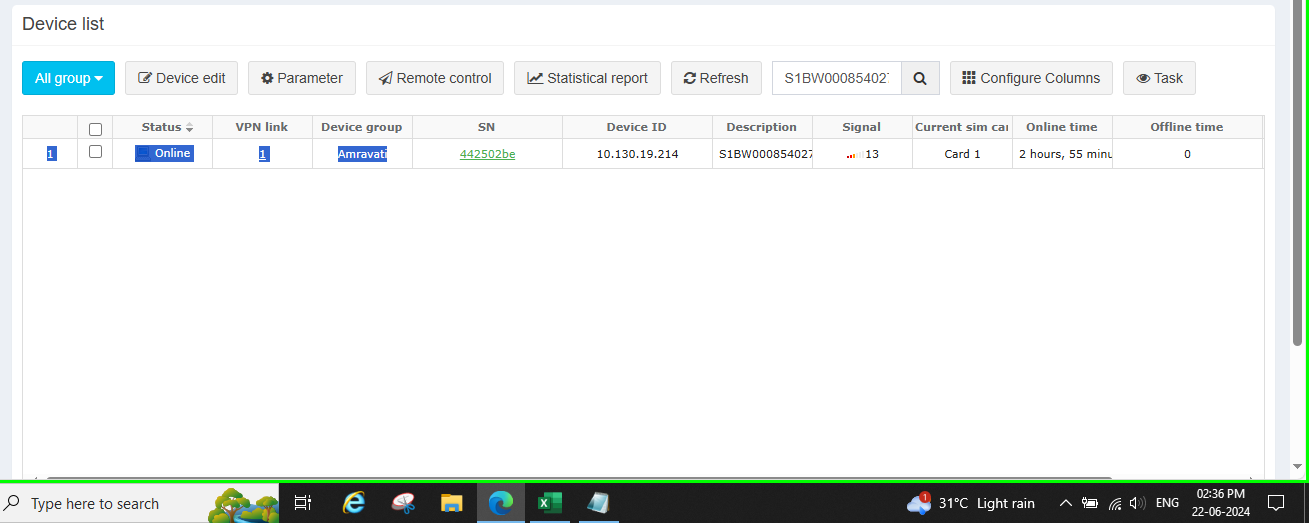 Device list
All group Device edit Parameter Remote control Statistical report Refresh S1BW00085402 Configure Columns Task
Status VPN link Device group SN Device ID Description Signal Current sim car Online time Offline time
1 Online 1 Amravati 442502be 10.130.19.214 S1BW000854027 13 Card 1 2 hours, 55 minu 0
Type here to search 1 31°C Light rain ENG 02:36 PM
22-06-2024